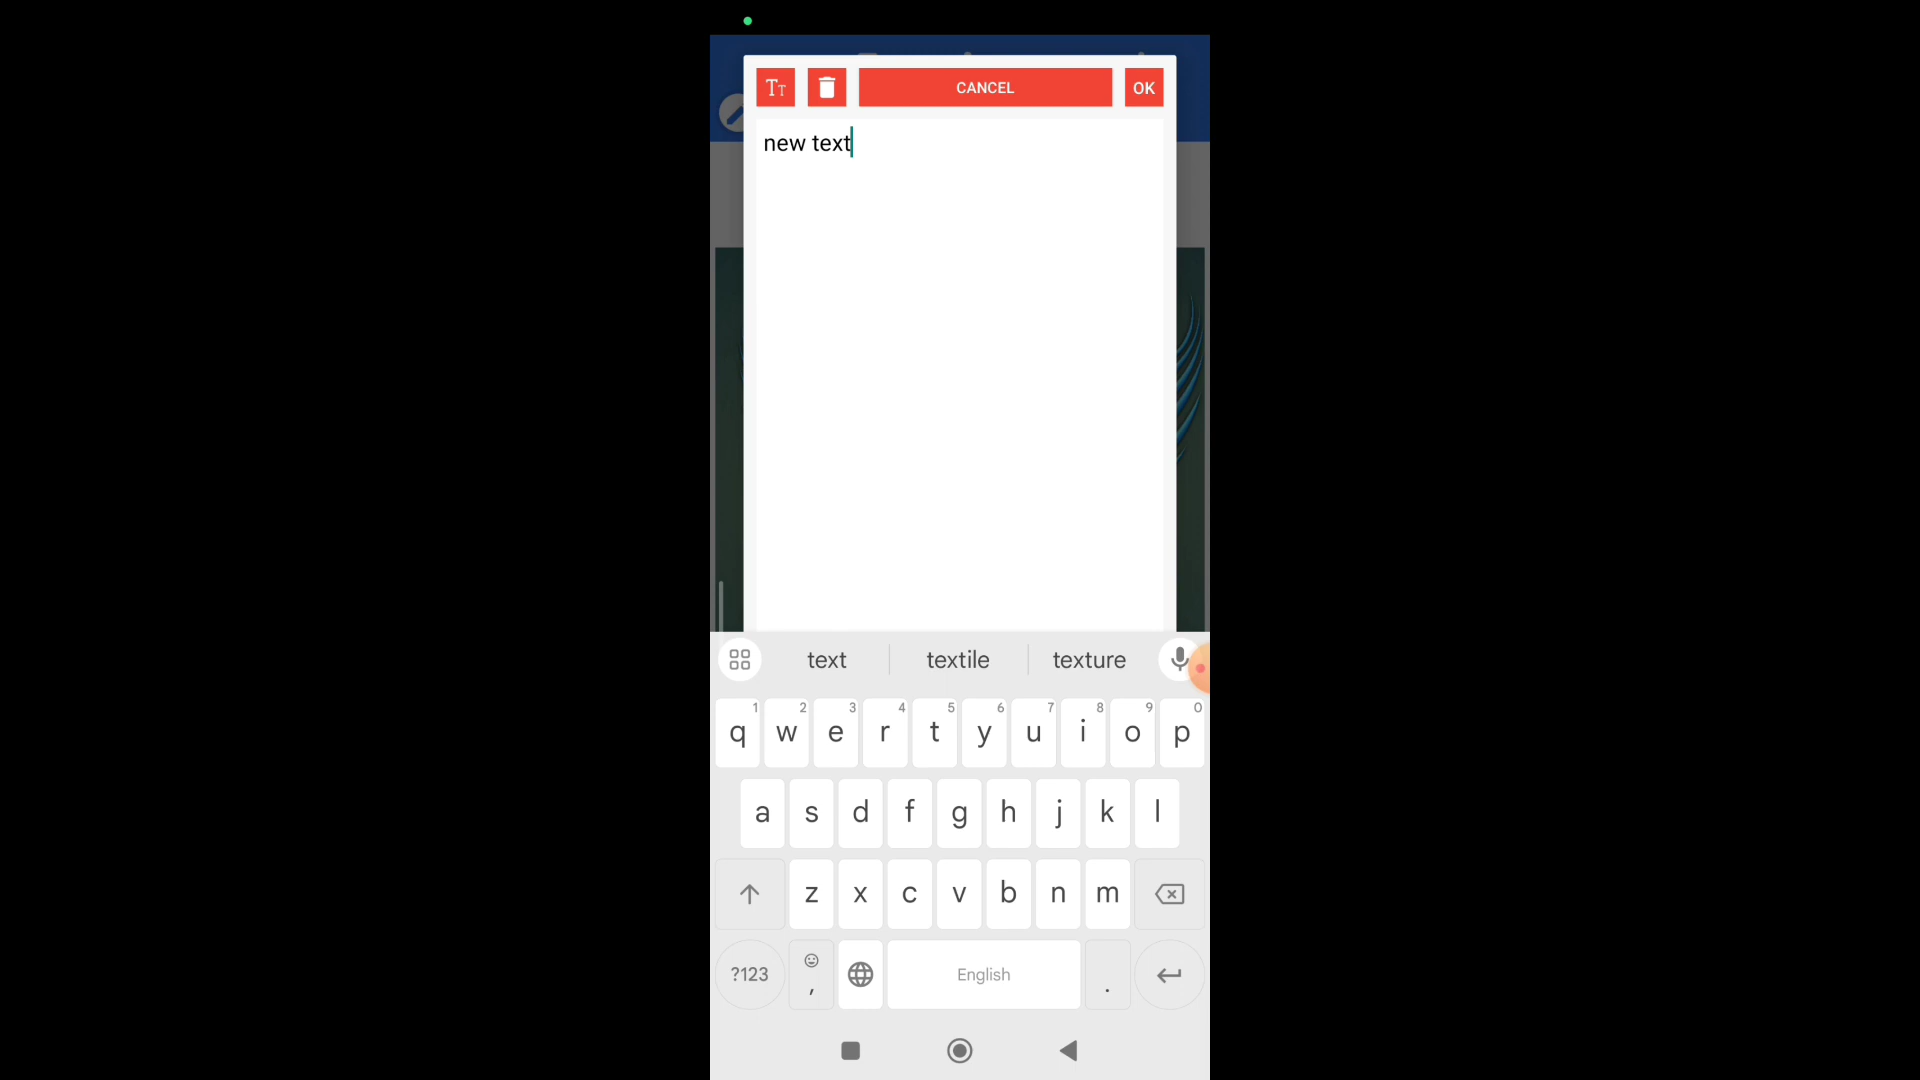 Tт CANCEL OK
new text
text textile texture
1 2 3 4 5 6 7 8 9 0
q w e r t y u i o p
a s d f g h j k l
z x c v b n m
?123 , English .